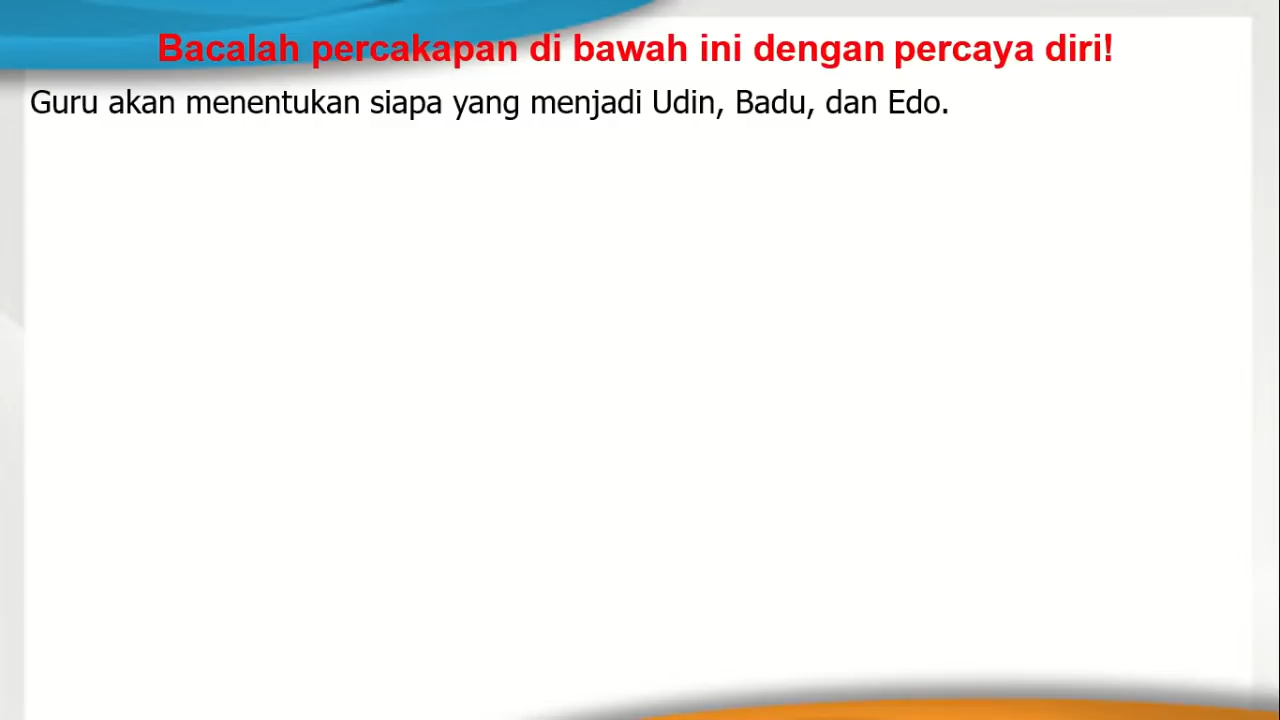 Bacalah percakapan di bawah ini dengan percaya diri!
Guru akan menentukan siapa yang menjadi Udin, Badu, dan Edo.